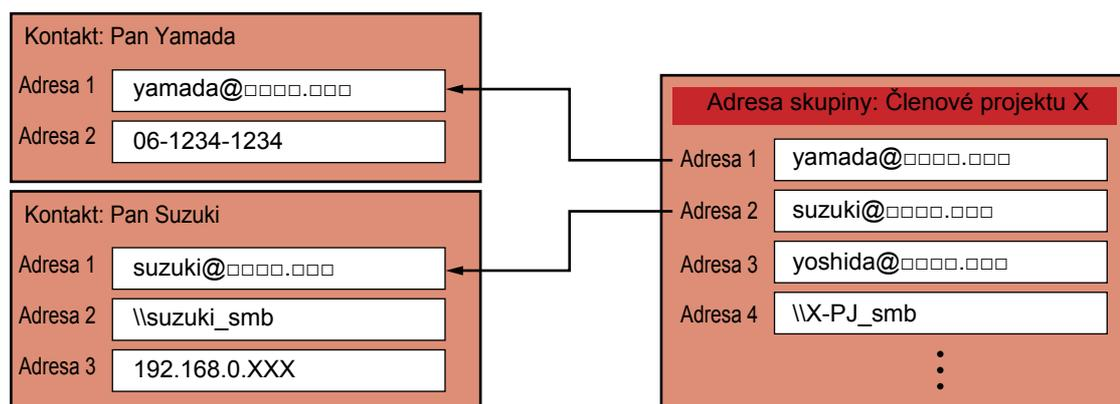 Kontakt: Pan Yamada
Adresa 1 yamada@□□□□.□□□
Adresa 2 06-1234-1234
Kontakt: Pan Suzuki
Adresa 1 suzuki@□□□□.□□□
Adresa 2 \\suzuki_smb
Adresa 3 192.168.0.XXX
Adresa skupiny: Členové projektu X
Adresa 1 yamada@□□□□.□□□
Adresa 2 suzuki@□□□□.□□□
Adresa 3 yoshida@□□□□.□□□
Adresa 4 \\X-PJ_smb